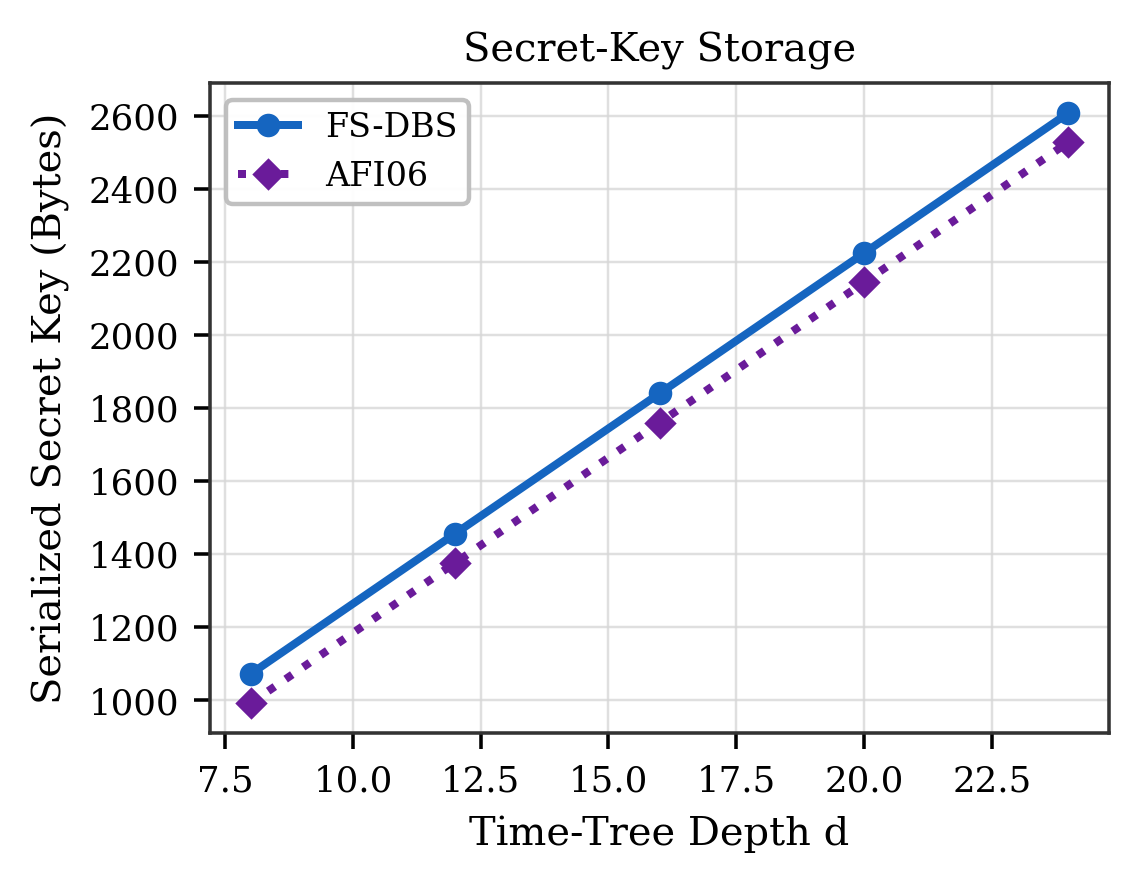 Secret-Key Storage
FS-DBS
AFI06
Serialized Secret Key (Bytes)
2600
2400
2200
2000
1800
1600
1400
1200
1000
7.5 10.0 12.5 15.0 17.5 20.0 22.5
Time-Tree Depth d